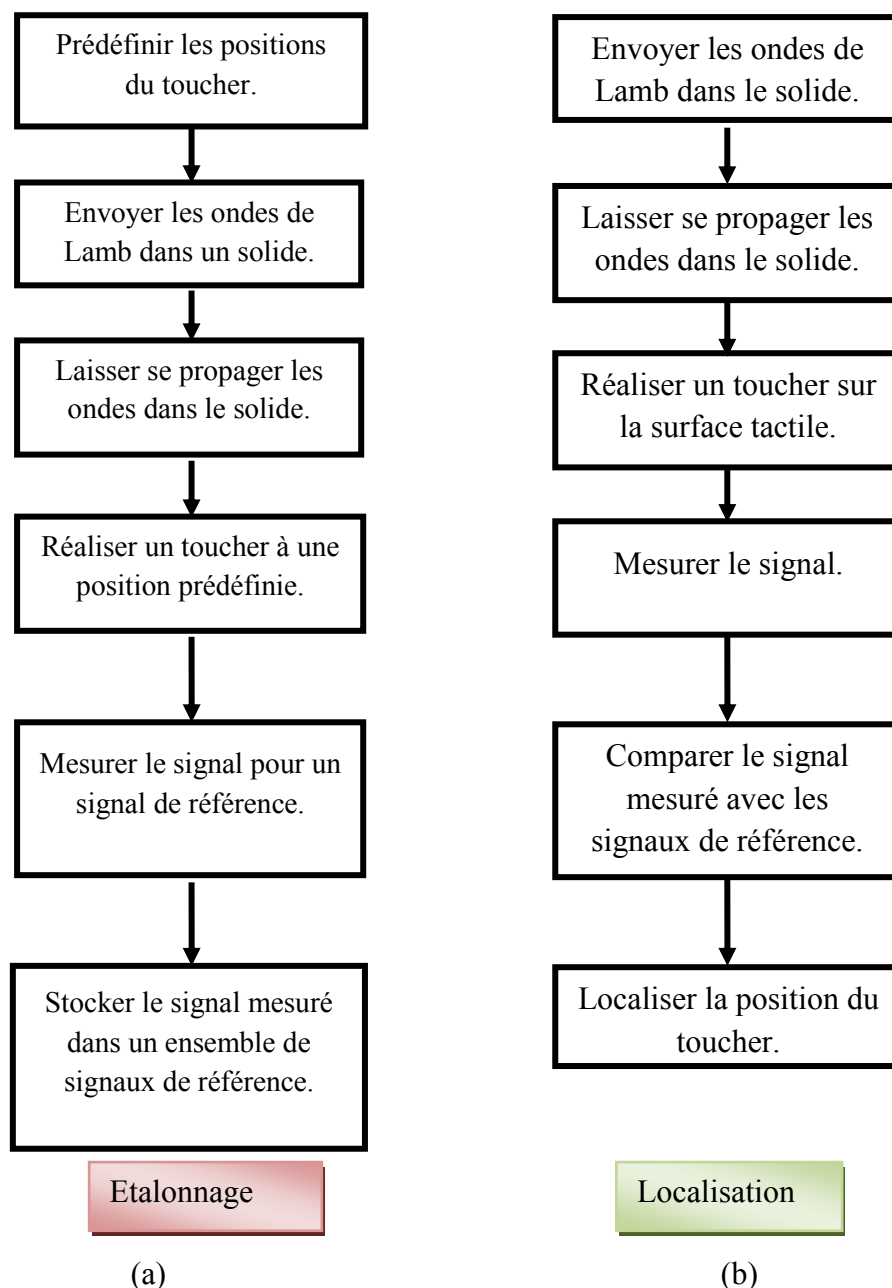 Prédéfinir les positions
du toucher.
Envoyer les ondes de
Lamb dans un solide.
Laisser se propager les
ondes dans le solide.
Réaliser un toucher à une
position prédéfinie.
Mesurer le signal pour un
signal de référence.
Stocker le signal mesuré
dans un ensemble de
signaux de référence.
Etalonnage
(a)
Envoyer les ondes de
Lamb dans le solide.
Laisser se propager les
ondes dans le solide.
Réaliser un toucher sur
la surface tactile.
Mesurer le signal.
Comparer le signal
mesuré avec les
signaux de référence.
Localiser la position du
toucher.
Localisation
(b)